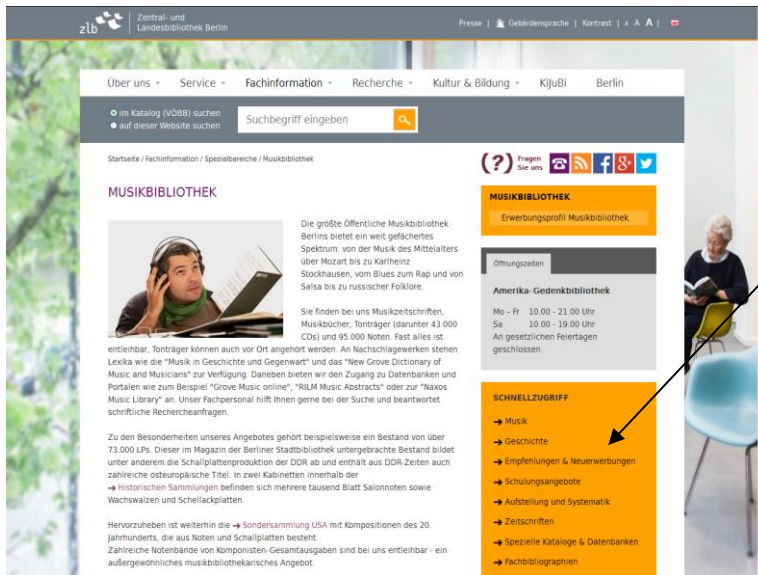 zlb
Zentral- und
Landesbibliothek Berlin
Presse | Gebärdensprache | Kontrast | A A A |
Über uns Service Fachinformation Recherche Kultur & Bildung KiJuBi Berlin
im Katalog (VÖBB) suchen
auf dieser Website suchen
Suchbegriff eingeben
Startseite / Fachinformation / Spezialbereiche / Musikbibliothek
(?) Fragen
Sie uns
f g+
MUSIKBIBLIOTHEK
Die größte Öffentliche Musikbibliothek
Berlins bietet ein weit gefächertes
Spektrum: von der Musik des Mittelalters
über Mozart bis zu Karlheinz
Stockhausen, vom Blues zum Rap und von
Salsa bis zu russischer Folklore.
Sie finden bei uns Musikzeitschriften,
Musikbücher, Tonträger (darunter 43.000
CDs) und 95.000 Noten. Fast alles ist
entleihbar, Tonträger können auch vor Ort angehört werden. An Nachschlagewerken stehen
Lexika wie die "Musik in Geschichte und Gegenwart" und das "New Grove Dictionary of
Music and Musicians" zur Verfügung. Daneben bieten wir den Zugang zu Datenbanken und
Portalen wie zum Beispiel "Grove Music online", "RILM Music Abstracts" oder zur "Naxos
Music Library" an. Unser Fachpersonal hilft Ihnen gerne bei der Suche und beantwortet
schriftliche Rechercheanfragen.
Zu den Besonderheiten unseres Angebotes gehört beispielsweise ein Bestand von über
73.000 LPs. Dieser im Magazin der Berliner Stadtbibliothek untergebrachte Bestand bildet
unter anderem die Schallplattenproduktion der DDR ab und enthält aus DDR-Zeiten auch
zahlreiche osteuropäische Titel. In zwei Kabinetten innerhalb der
→ Historischen Sammlungen befinden sich mehrere tausend Blatt Salonnoten sowie
Wachswalzen und Schellackplatten.
Hervorzuheben ist weiterhin die → Sondersammlung USA mit Kompositionen des 20.
Jahrhunderts, die aus Noten und Schallplatten besteht.
Zahlreiche Notenbände von Komponisten-Gesamtausgaben sind bei uns entleihbar - ein
außergewöhnliches musikbibliothekarisches Angebot.
MUSIKBIBLIOTHEK
Erwerbungsprofil Musikbibliothek
Öffnungszeiten
Amerika-Gedenkbibliothek
Mo - Fr 10.00 - 21.00 Uhr
Sa 10.00 - 19.00 Uhr
An gesetzlichen Feiertagen
geschlossen.
SCHNELLZUGRIFF
→ Musik
→ Geschichte
→ Empfehlungen & Neuerwerbungen
→ Schulungsangebote
→ Aufstellung und Systematik
→ Zeitschriften
→ Spezielle Kataloge & Datenbanken
→ Fachbibliographien